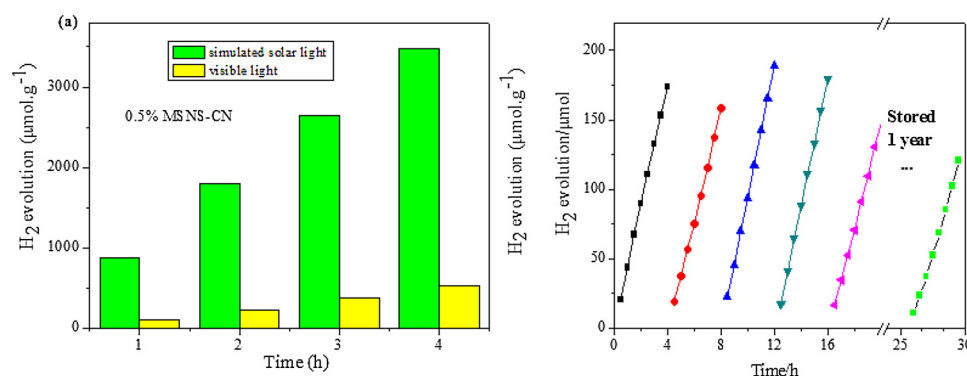 (a)
simulated solar light
visible light
0.5% MSNS-CN
H2 evolution (μmol.g-1)
3000
2000
1000
0
1
2
3
4
Time (h)
H2 evolution (μmol.g-1)
H2 evolution/μmol
200
150
100
50
0
Stored
1 year
...
0
4
8
12
16
25
30
Time/h